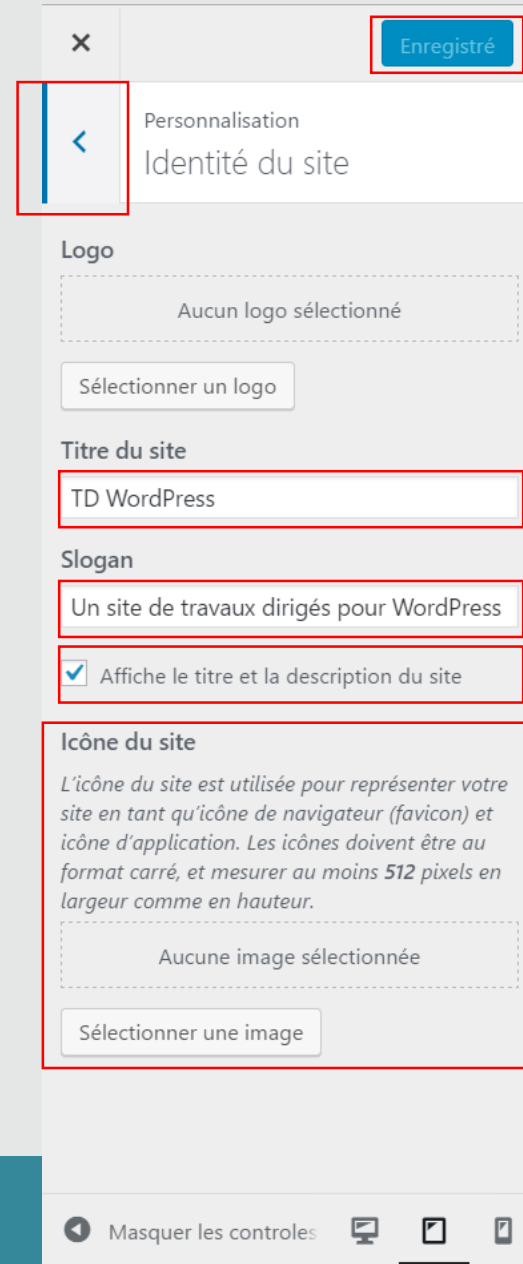 Enregistré
Personnalisation
Identité du site
Logo
Aucun logo sélectionné
Sélectionner un logo
Titre du site
TD WordPress
Slogan
Un site de travaux dirigés pour WordPress
Affiche le titre et la description du site
Icône du site
L'icône du site est utilisée pour représenter votre
site en tant qu'icône de navigateur (favicon) et
icône d'application. Les icônes doivent être au
format carré, et mesurer au moins 512 pixels en
largeur comme en hauteur.
Aucune image sélectionnée
Sélectionner une image
Masquer les controles